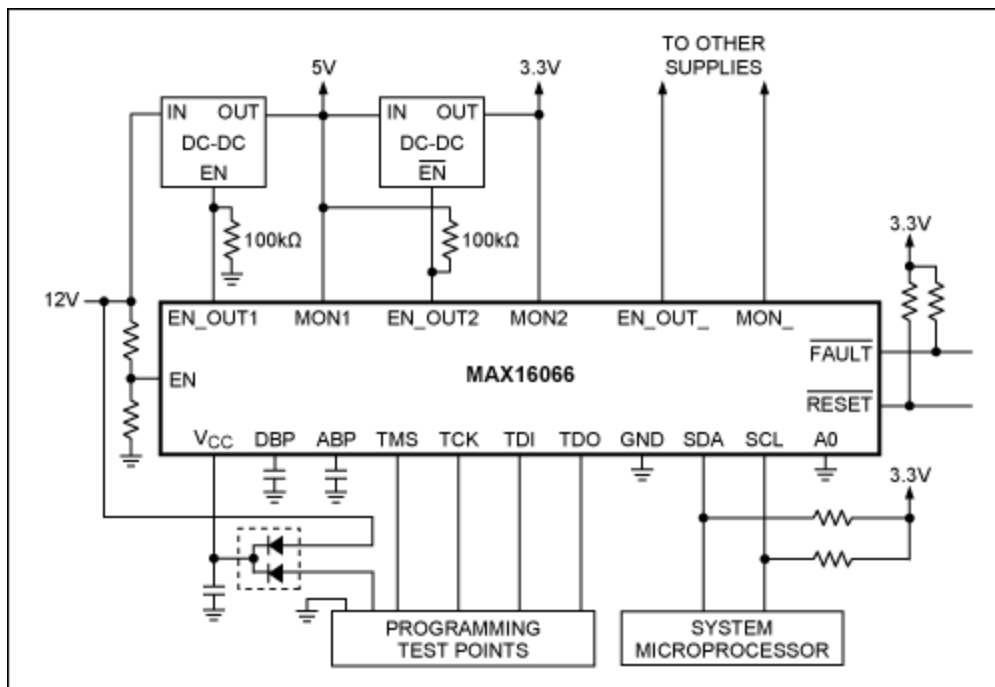 TO OTHER
SUPPLIES
5V
3.3V
IN OUT
DC-DC
EN
IN OUT
DC-DC
EN
100kΩ
100kΩ
3.3V
12V
EN_OUT1 MON1 EN_OUT2 MON2 EN_OUT_ MON_
FAULT
EN
MAX16066
RESET
VCC DBP ABP TMS TCK TDI TDO GND SDA SCL A0
3.3V
PROGRAMMING
TEST POINTS
SYSTEM
MICROPROCESSOR